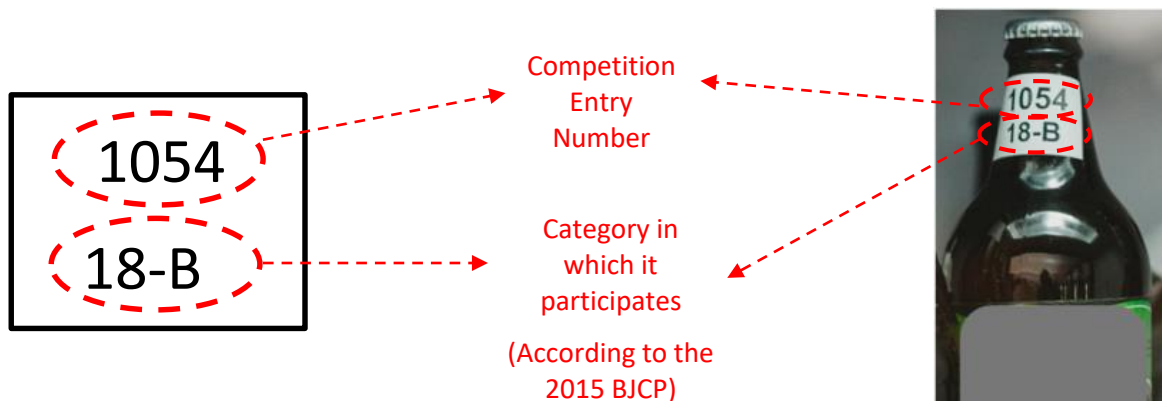 1054
18-B
Competition
Entry
Number
Category in
which it
participates
(According to the
2015 BJCP)
1054
18-B